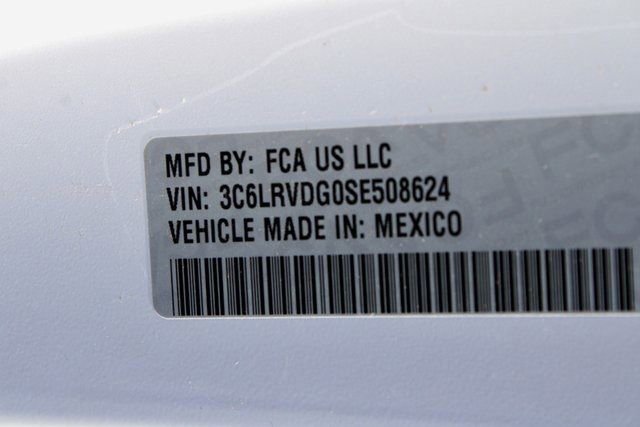 MFD BY: FCA US LLC
VIN: 3C6LRVDG0SE508624
VEHICLE MADE IN: MEXICO